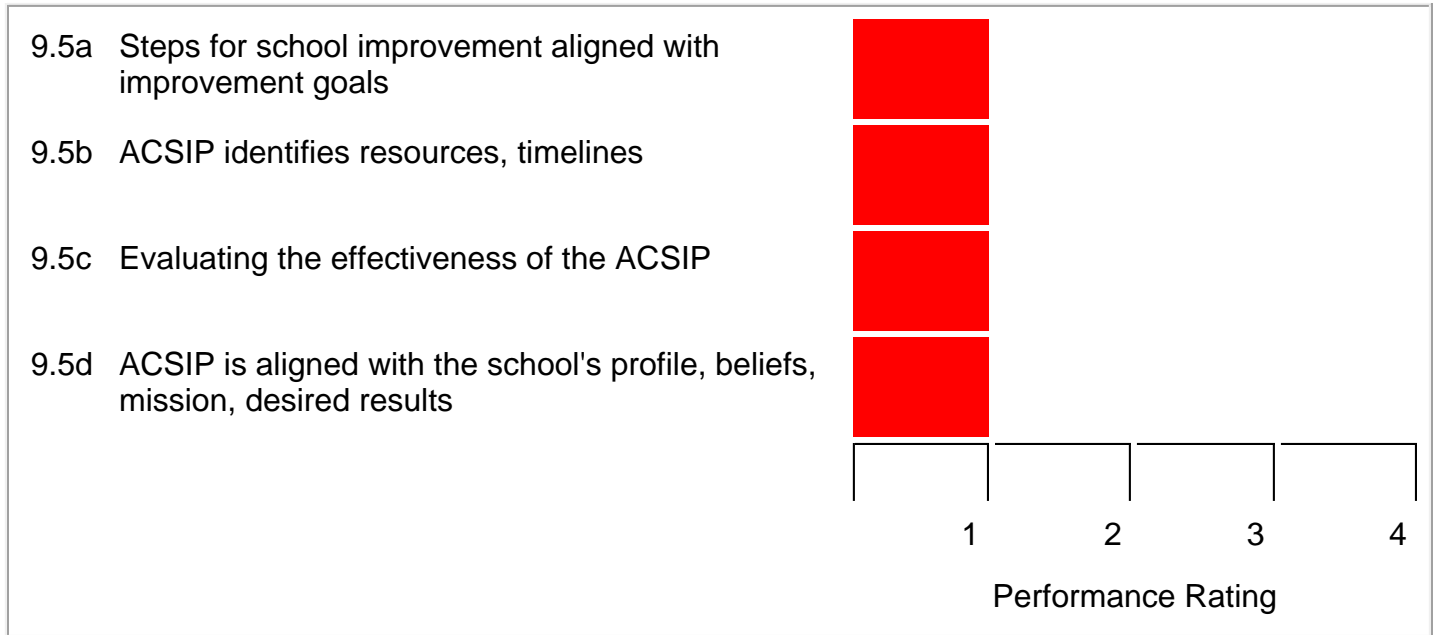 9.5a Steps for school improvement aligned with
improvement goals
9.5b ACSIP identifies resources, timelines
9.5c Evaluating the effectiveness of the ACSIP
9.5d ACSIP is aligned with the school's profile, beliefs,
mission, desired results
1 2 3 4
Performance Rating